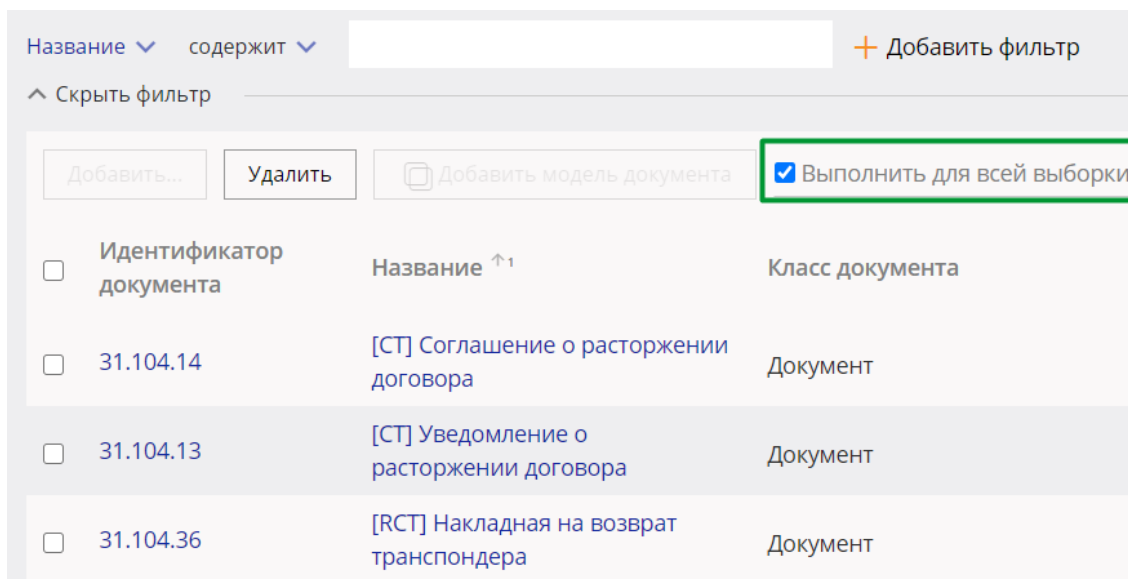 Название содержит Добавить фильтр
Скрыть фильтр
Добавить... Удалить Добавить модель документа Выполнить для всей выборки
Идентификатор документа Название 1 Класс документа
31.104.14 [CT] Соглашение о расторжении договора Документ
31.104.13 [CT] Уведомление о расторжении договора Документ
31.104.36 [RCT] Накладная на возврат транспондера Документ